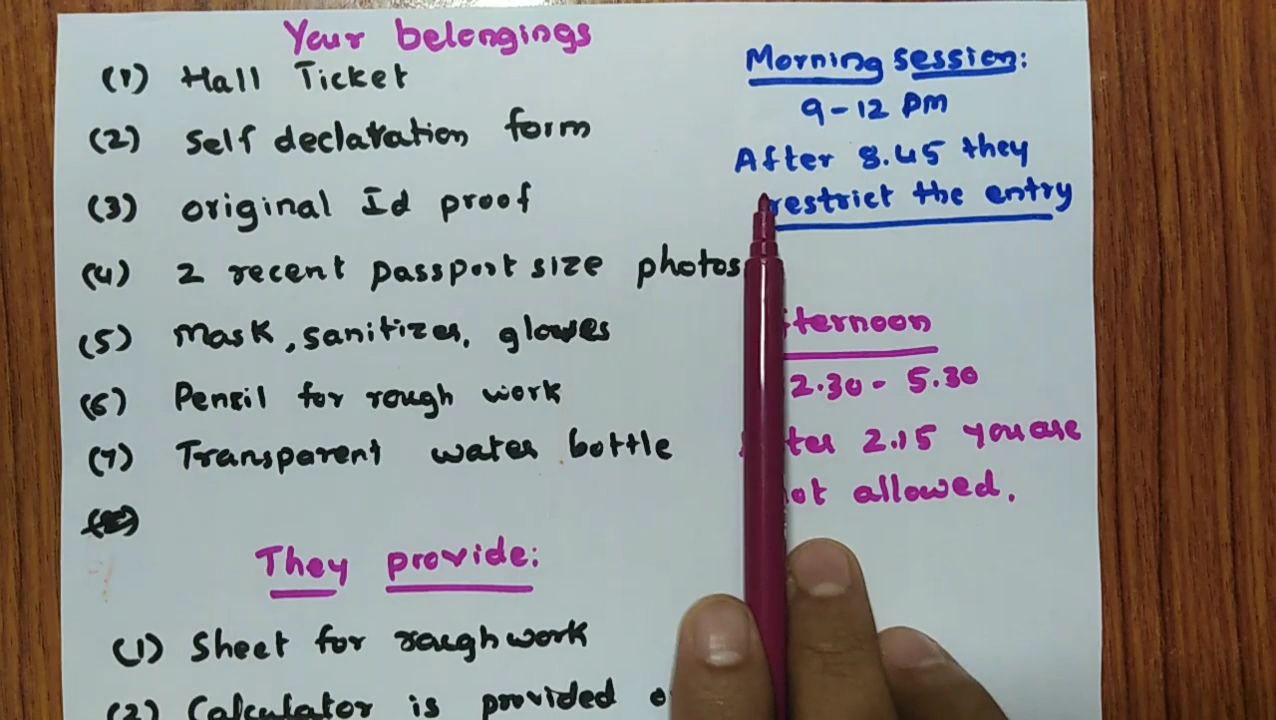 Your belongings
(1) Hall Ticket
(2) Self declaration form
(3) original Id proof
(4) 2 recent passport size photos
(5) Mask, sanitizer, gloves
(6) Pencil for rough work
(7) Transparent water bottle
They provide:
(1) Sheet for rough work
(2) Calculator is provided
Morning session:
9-12 pm
After 8.45 they
restrict the entry
2.30 - 5.30
2.15 you are
allowed.